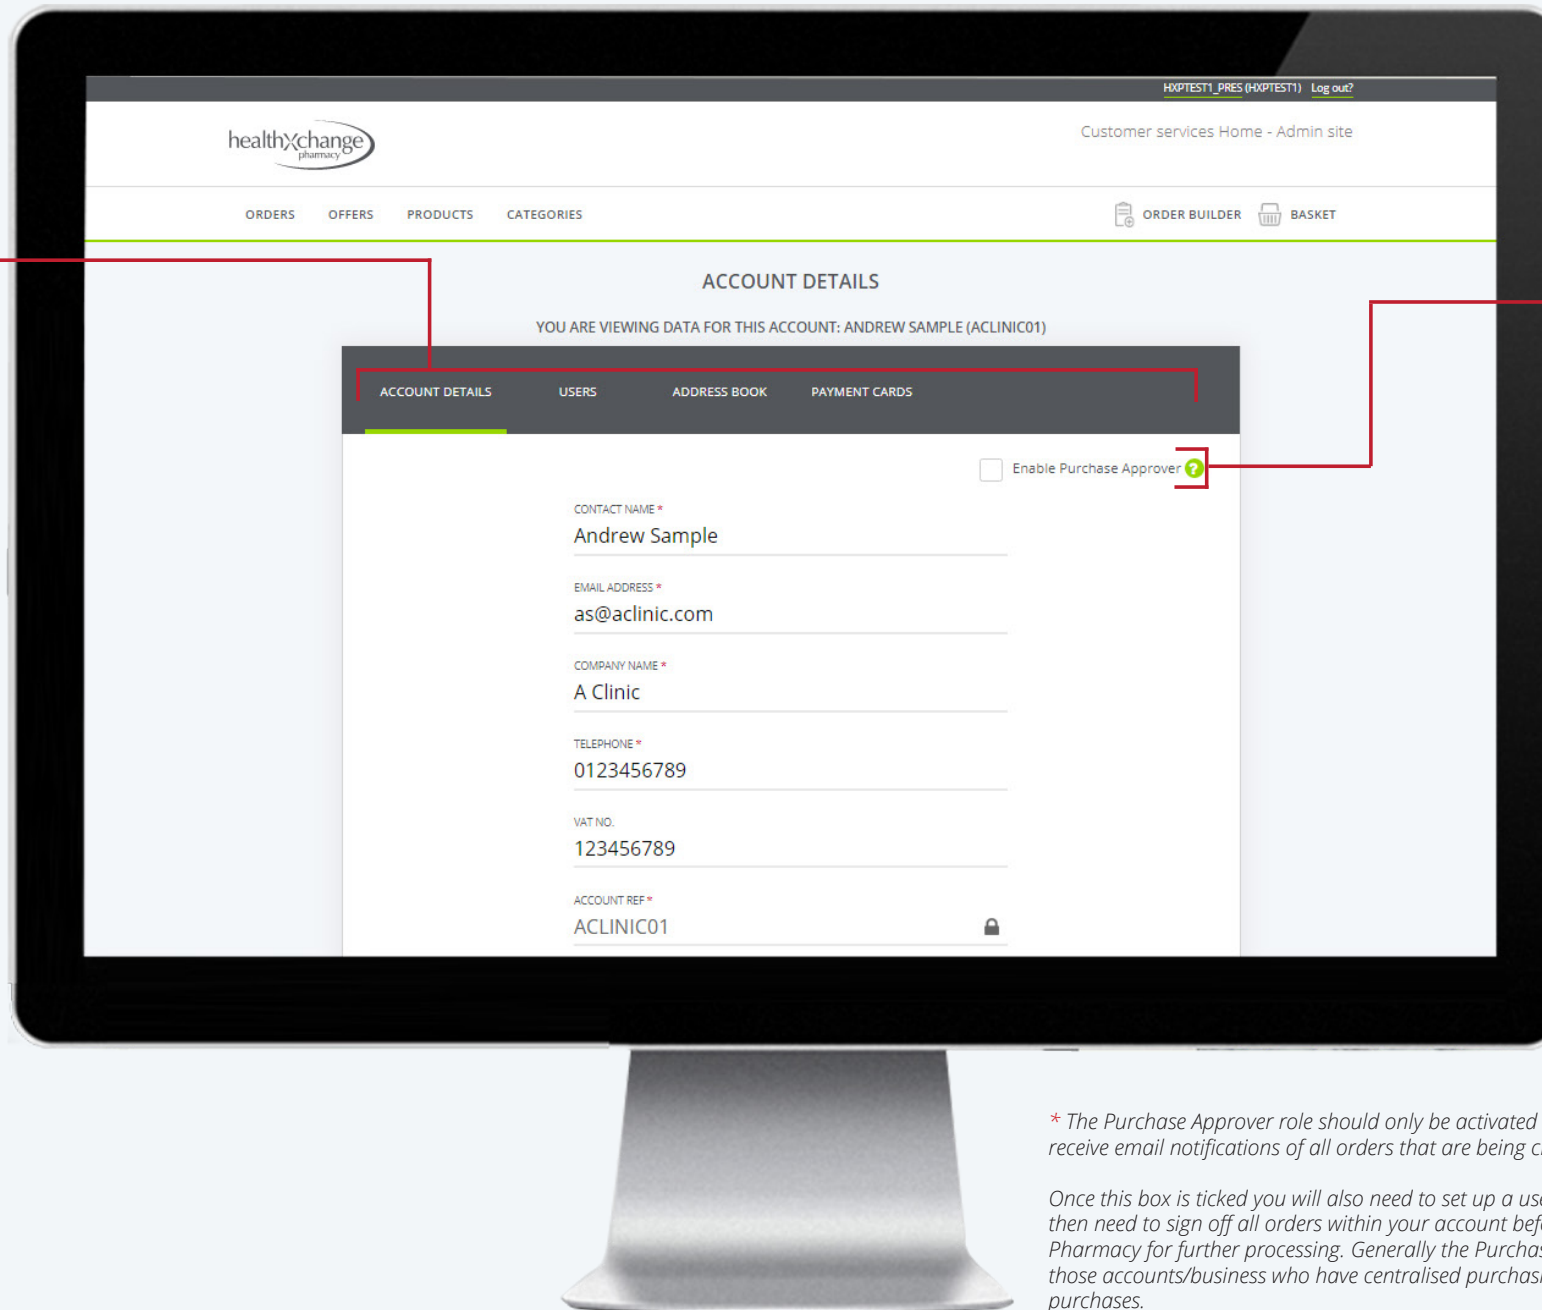 HXPTEST1_PRES (HXPTEST1) Log out?
healthXchange
pharmacy
Customer services Home - Admin site
ORDERS OFFERS PRODUCTS CATEGORIES ORDER BUILDER BASKET
ACCOUNT DETAILS
YOU ARE VIEWING DATA FOR THIS ACCOUNT: ANDREW SAMPLE (ACLINIC01)
ACCOUNT DETAILS USERS ADDRESS BOOK PAYMENT CARDS
Enable Purchase Approver ?
CONTACT NAME *
Andrew Sample
EMAIL ADDRESS *
as@aclinic.com
COMPANY NAME *
A Clinic
TELEPHONE *
0123456789
VAT NO.
123456789
ACCOUNT REF *
ACLINIC01
* The Purchase Approver role should only be activated
receive email notifications of all orders that are being
Once this box is ticked you will also need to set up a
then need to sign off all orders within your account
Pharmacy for further processing. Generally the
those accounts/business who have centralised
purchases.